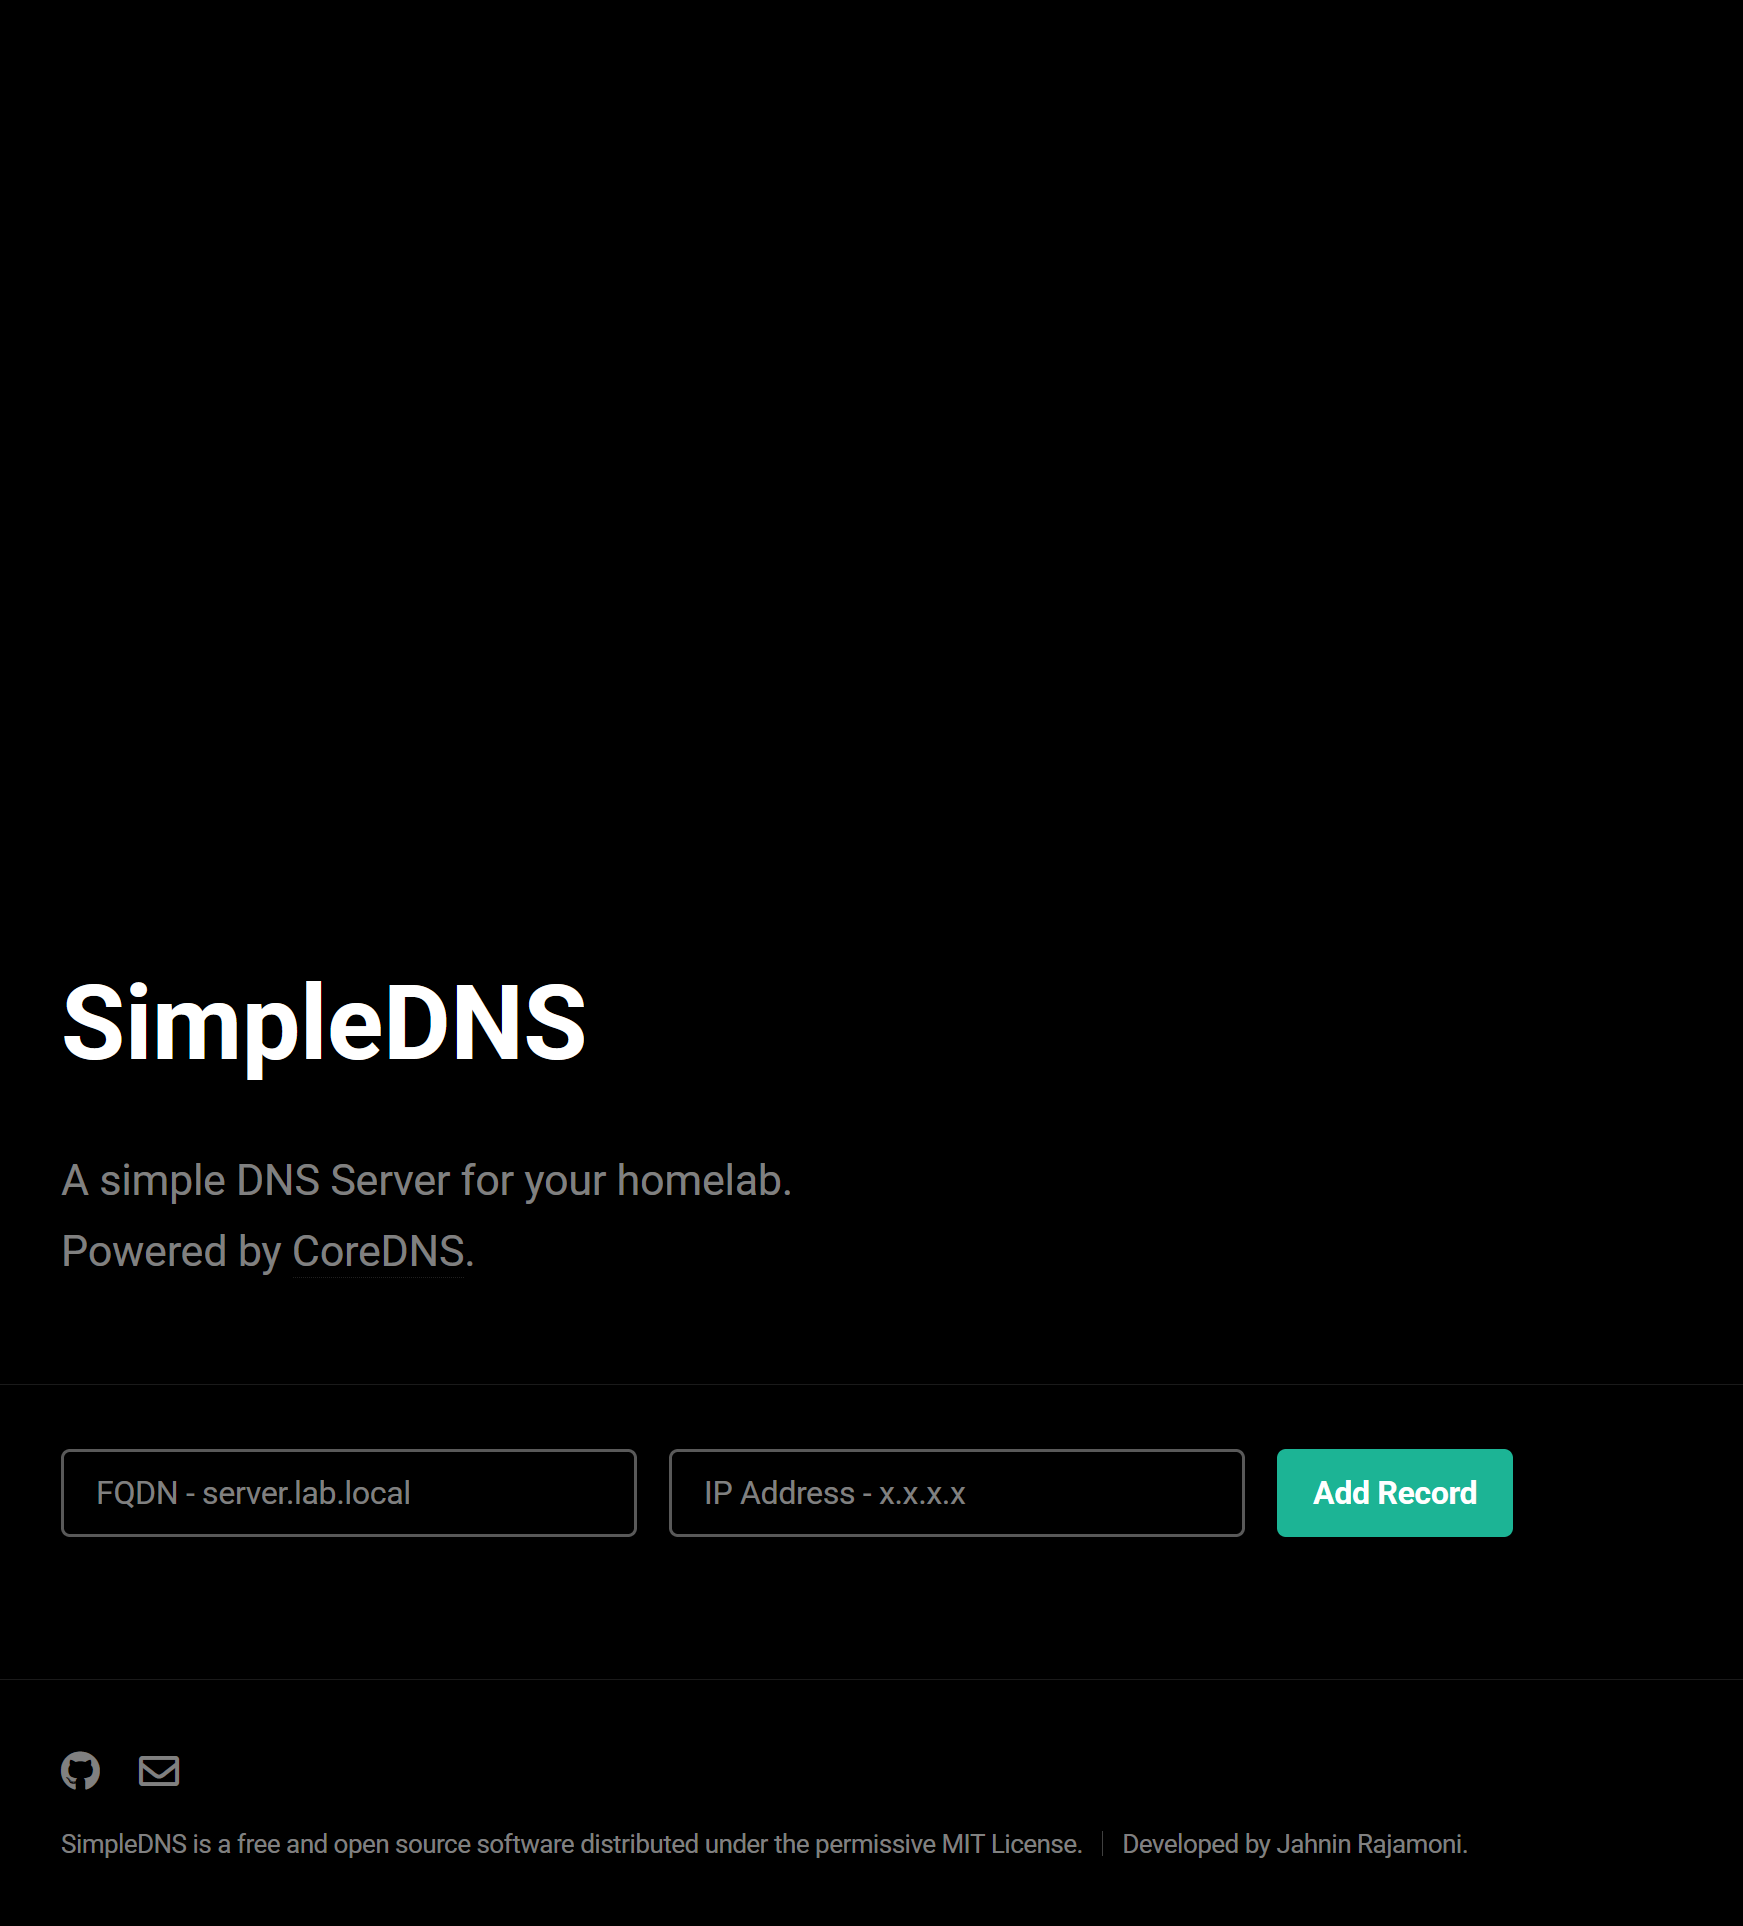 SimpleDNS
A simple DNS Server for your homelab.
Powered by CoreDNS.
FQDN - server.lab.local
IP Address - x.x.x.x
Add Record
SimpleDNS is a free and open source software distributed under the permissive MIT License.
Developed by Jahnin Rajamoni.